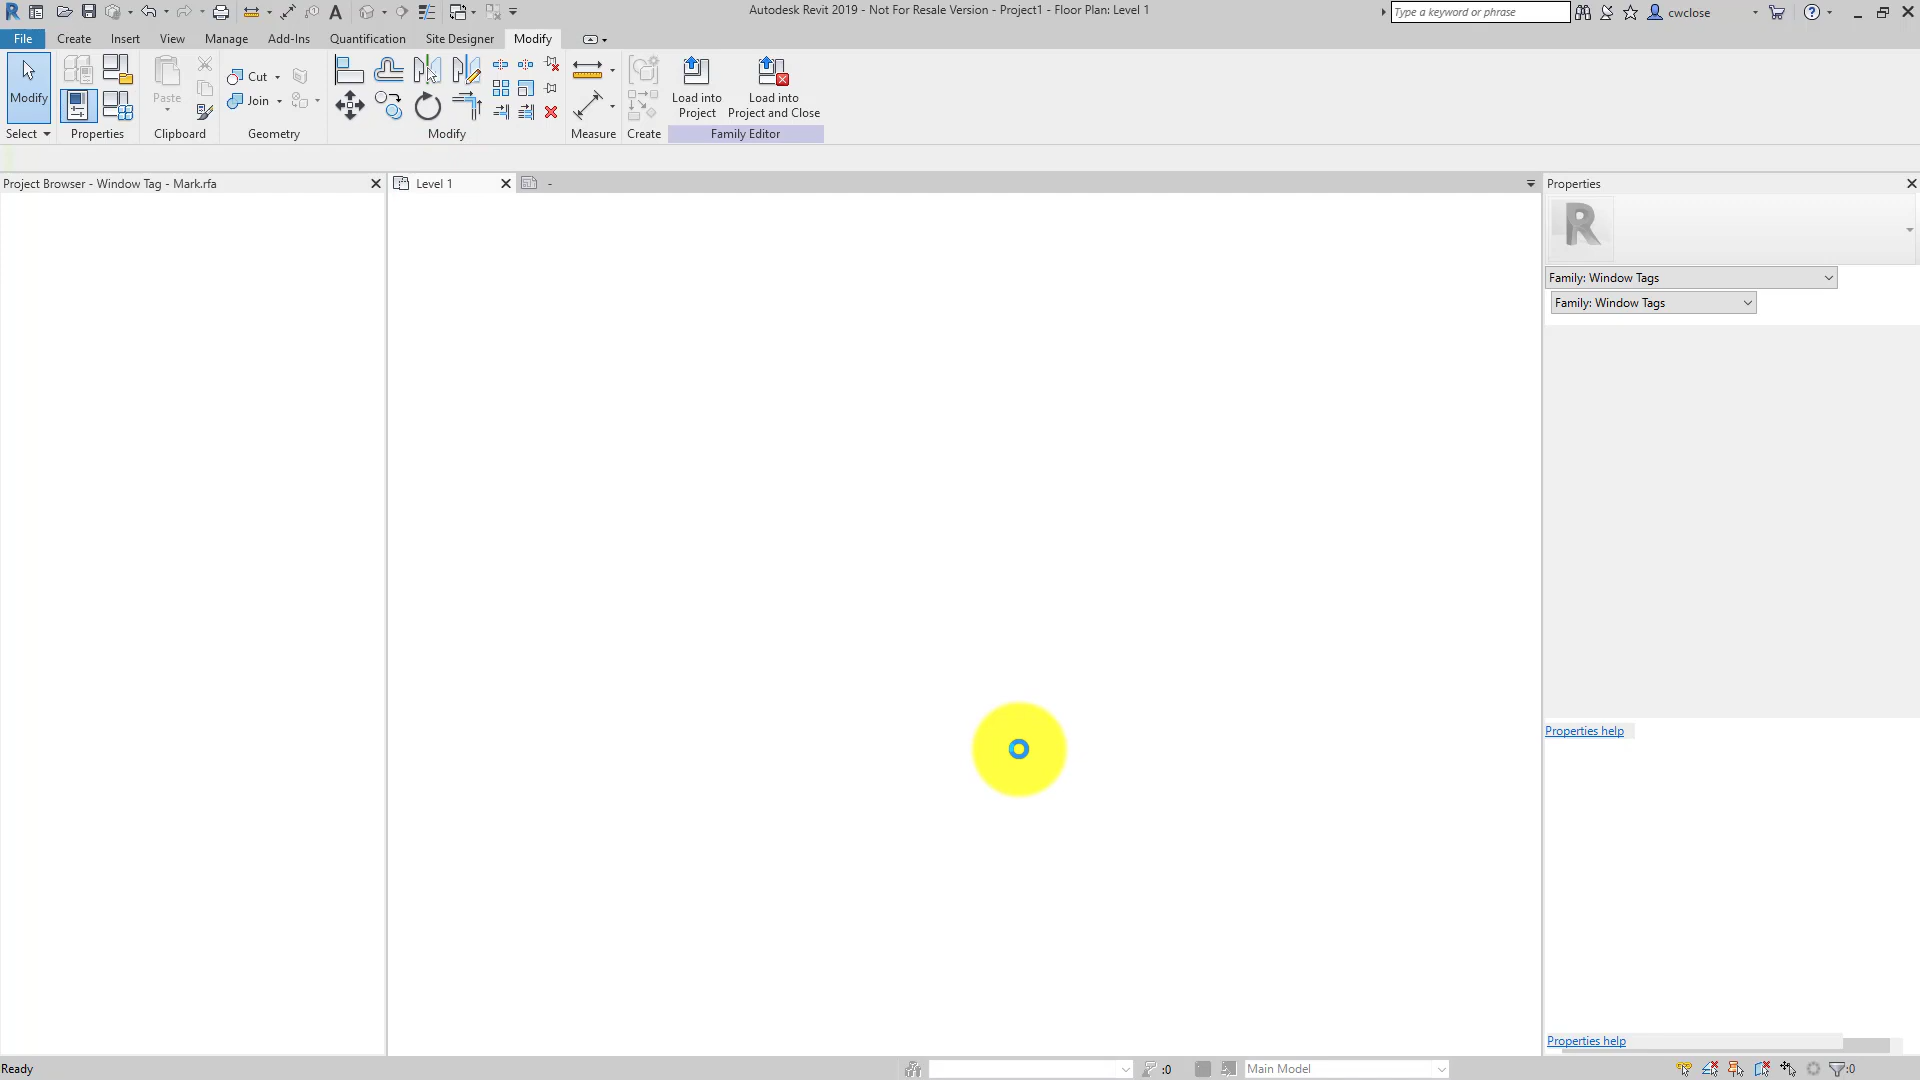 Autodesk Revit 2019 - Not For Resale Version - Project1 - Floor Plan: Level 1
Type a keyword or phrase
cwclose
File Create Insert View Manage Add-Ins Quantification Site Designer Modify
Modify
Paste
Cut
Join
Load into
Project
Load into
Project and Close
Select Properties Clipboard Geometry Modify Measure Create Family Editor
Project Browser - Window Tag - Mark.rfa
Level 1
-
Properties
R
Family: Window Tags
Family: Window Tags
Properties help
Properties help
Ready
:0
Main Model
:0